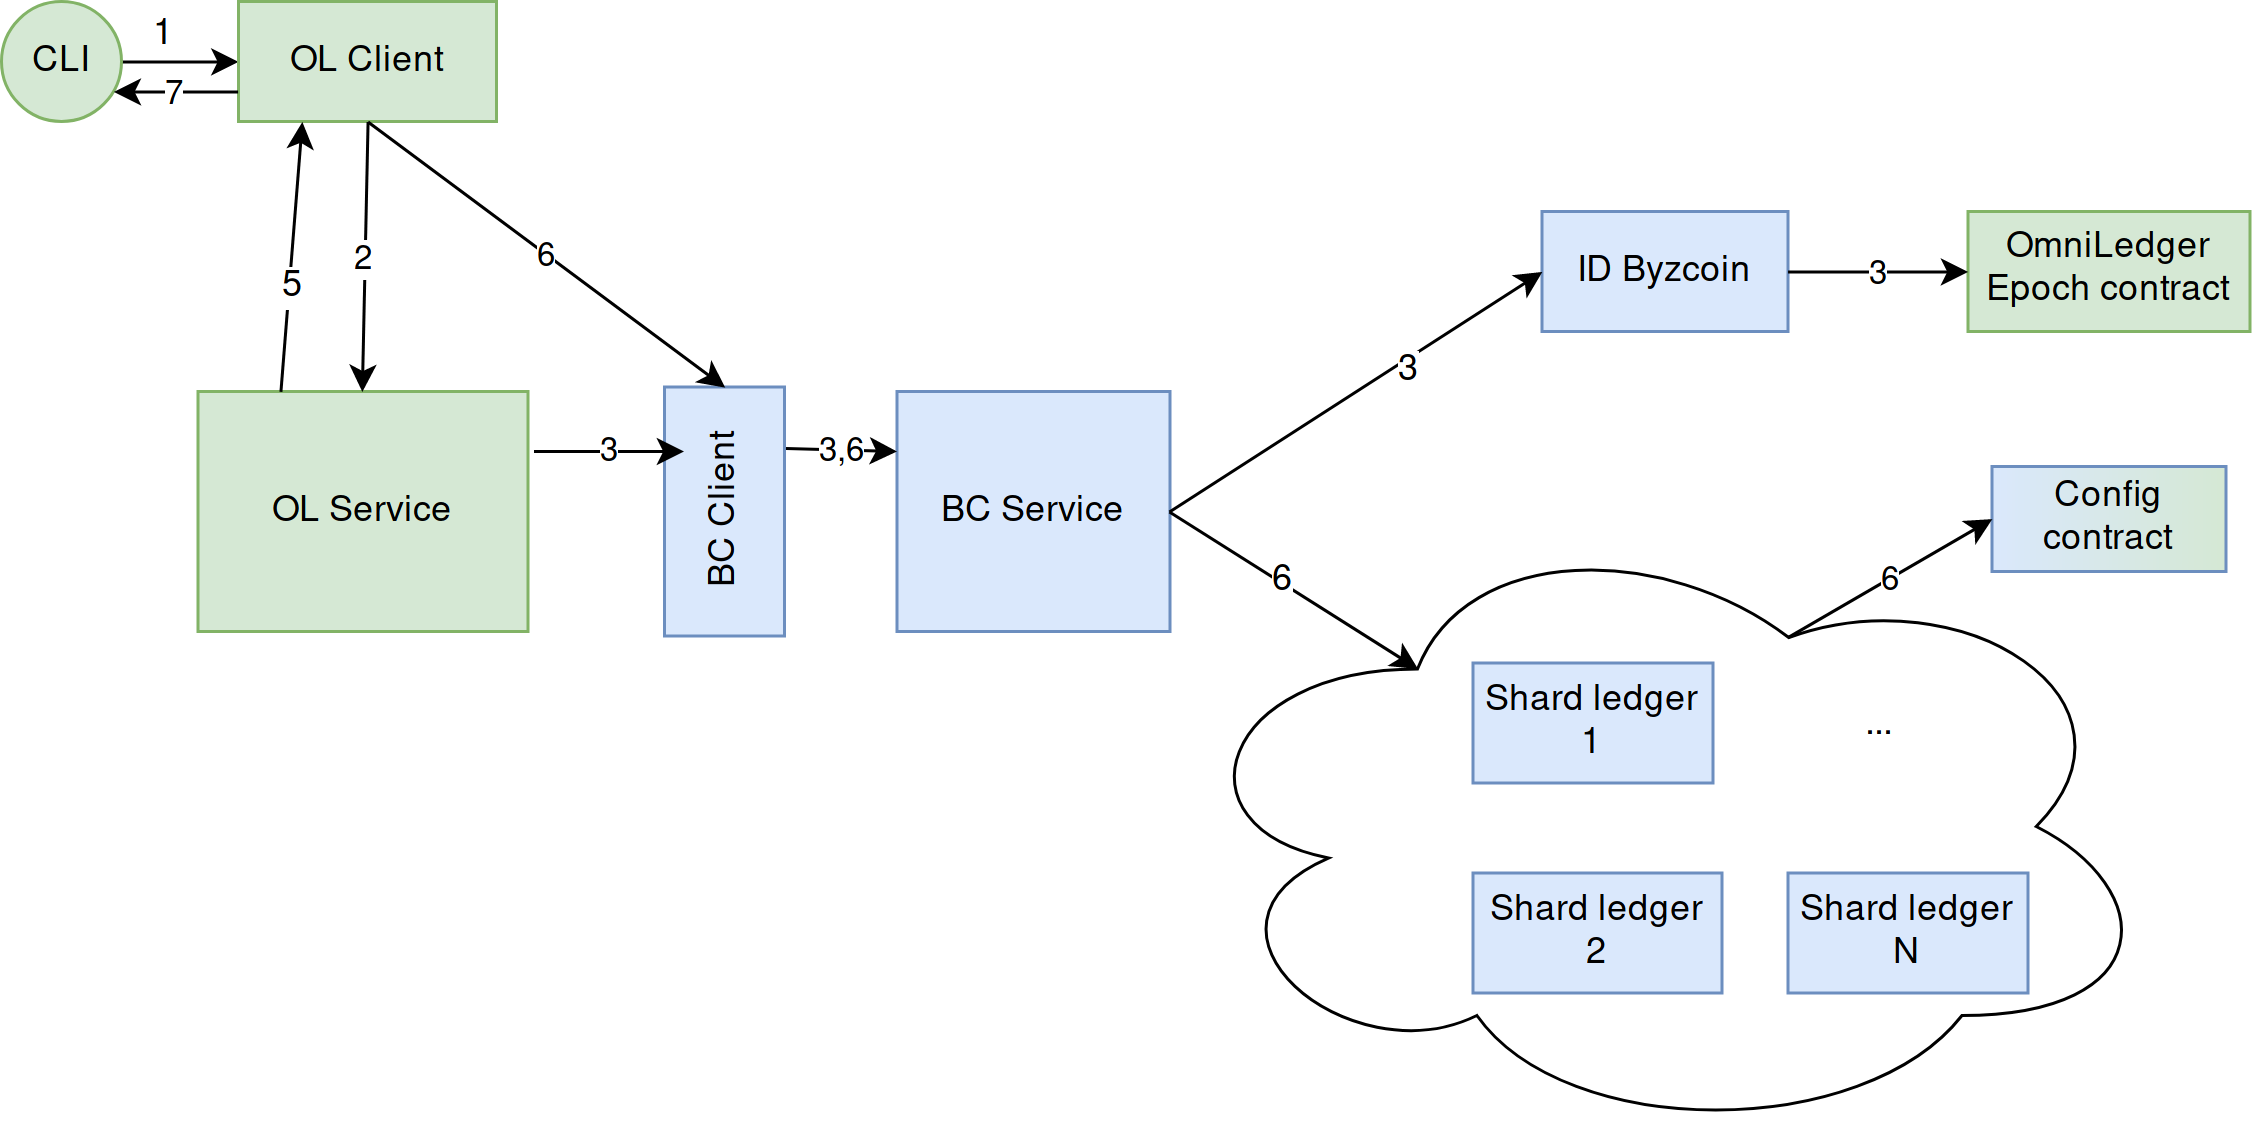 CLI
1
7
OL Client
5
2
6
OL Service
3
BC Client
3,6
BC Service
3
6
ID Byzcoin
3
OmniLedger
Epoch contract
6
Config
contract
Shard ledger
1
...
Shard ledger
2
Shard ledger
N